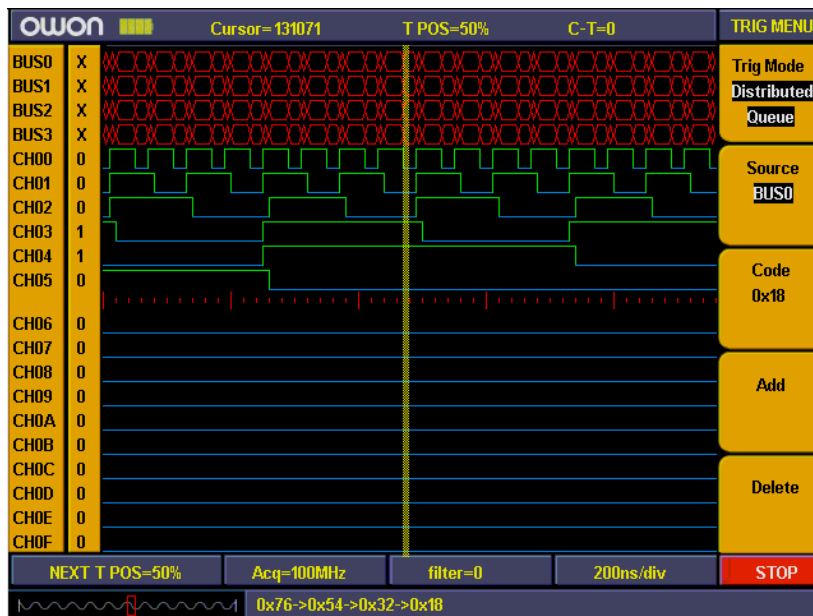 OWON Cursor=131071 T POS=50% C-T=0 TRIG MENU
BUS0 X
BUS1 X
BUS2 X
BUS3 X
CH00 0
CH01 0
CH02 0
CH03 1
CH04 1
CH05 0
CH06 0
CH07 0
CH08 0
CH09 0
CH0A 0
CH0B 0
CH0C 0
CH0D 0
CH0E 0
CH0F 0
Trig Mode
Distributed
Queue
Source
BUS0
Code
0x18
Add
Delete
NEXT T POS=50% Acq=100MHz filter=0 200ns/div STOP
0x76->0x54->0x32->0x18